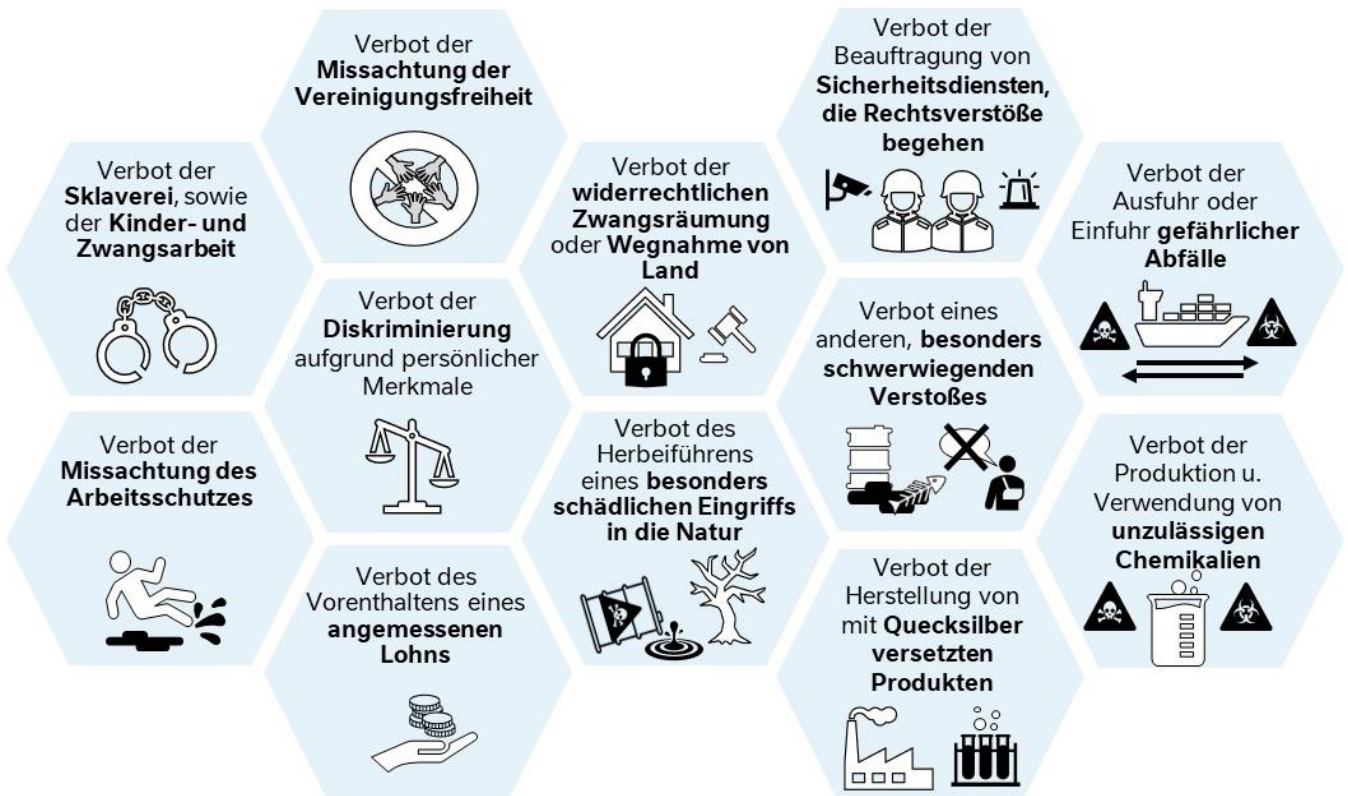 Verbot der
Missachtung der
Vereinigungsfreiheit
Verbot der
Beauftragung von
Sicherheitsdiensten,
die Rechtsverstöße
begehen
Verbot der
Sklaverei, sowie
der Kinder- und
Zwangsarbeit
Verbot der
widerrechtlichen
Zwangsräumung
oder Wegnahme von
Land
Verbot der
Ausfuhr oder
Einfuhr gefährlicher
Abfälle
Verbot der
Diskriminierung
aufgrund persönlicher
Merkmale
Verbot eines
anderen, besonders
schwerwiegenden
Verstoßes
Verbot der
Missachtung des
Arbeitsschutzes
Verbot des
Herbeiführens
eines besonders
schädlichen Eingriffs
in die Natur
Verbot der
Produktion u.
Verwendung von
unzulässigen
Chemikalien
Verbot des
Vorenthaltens eines
angemessenen
Lohns
Verbot der
Herstellung von
mit Quecksilber
versetzten
Produkten